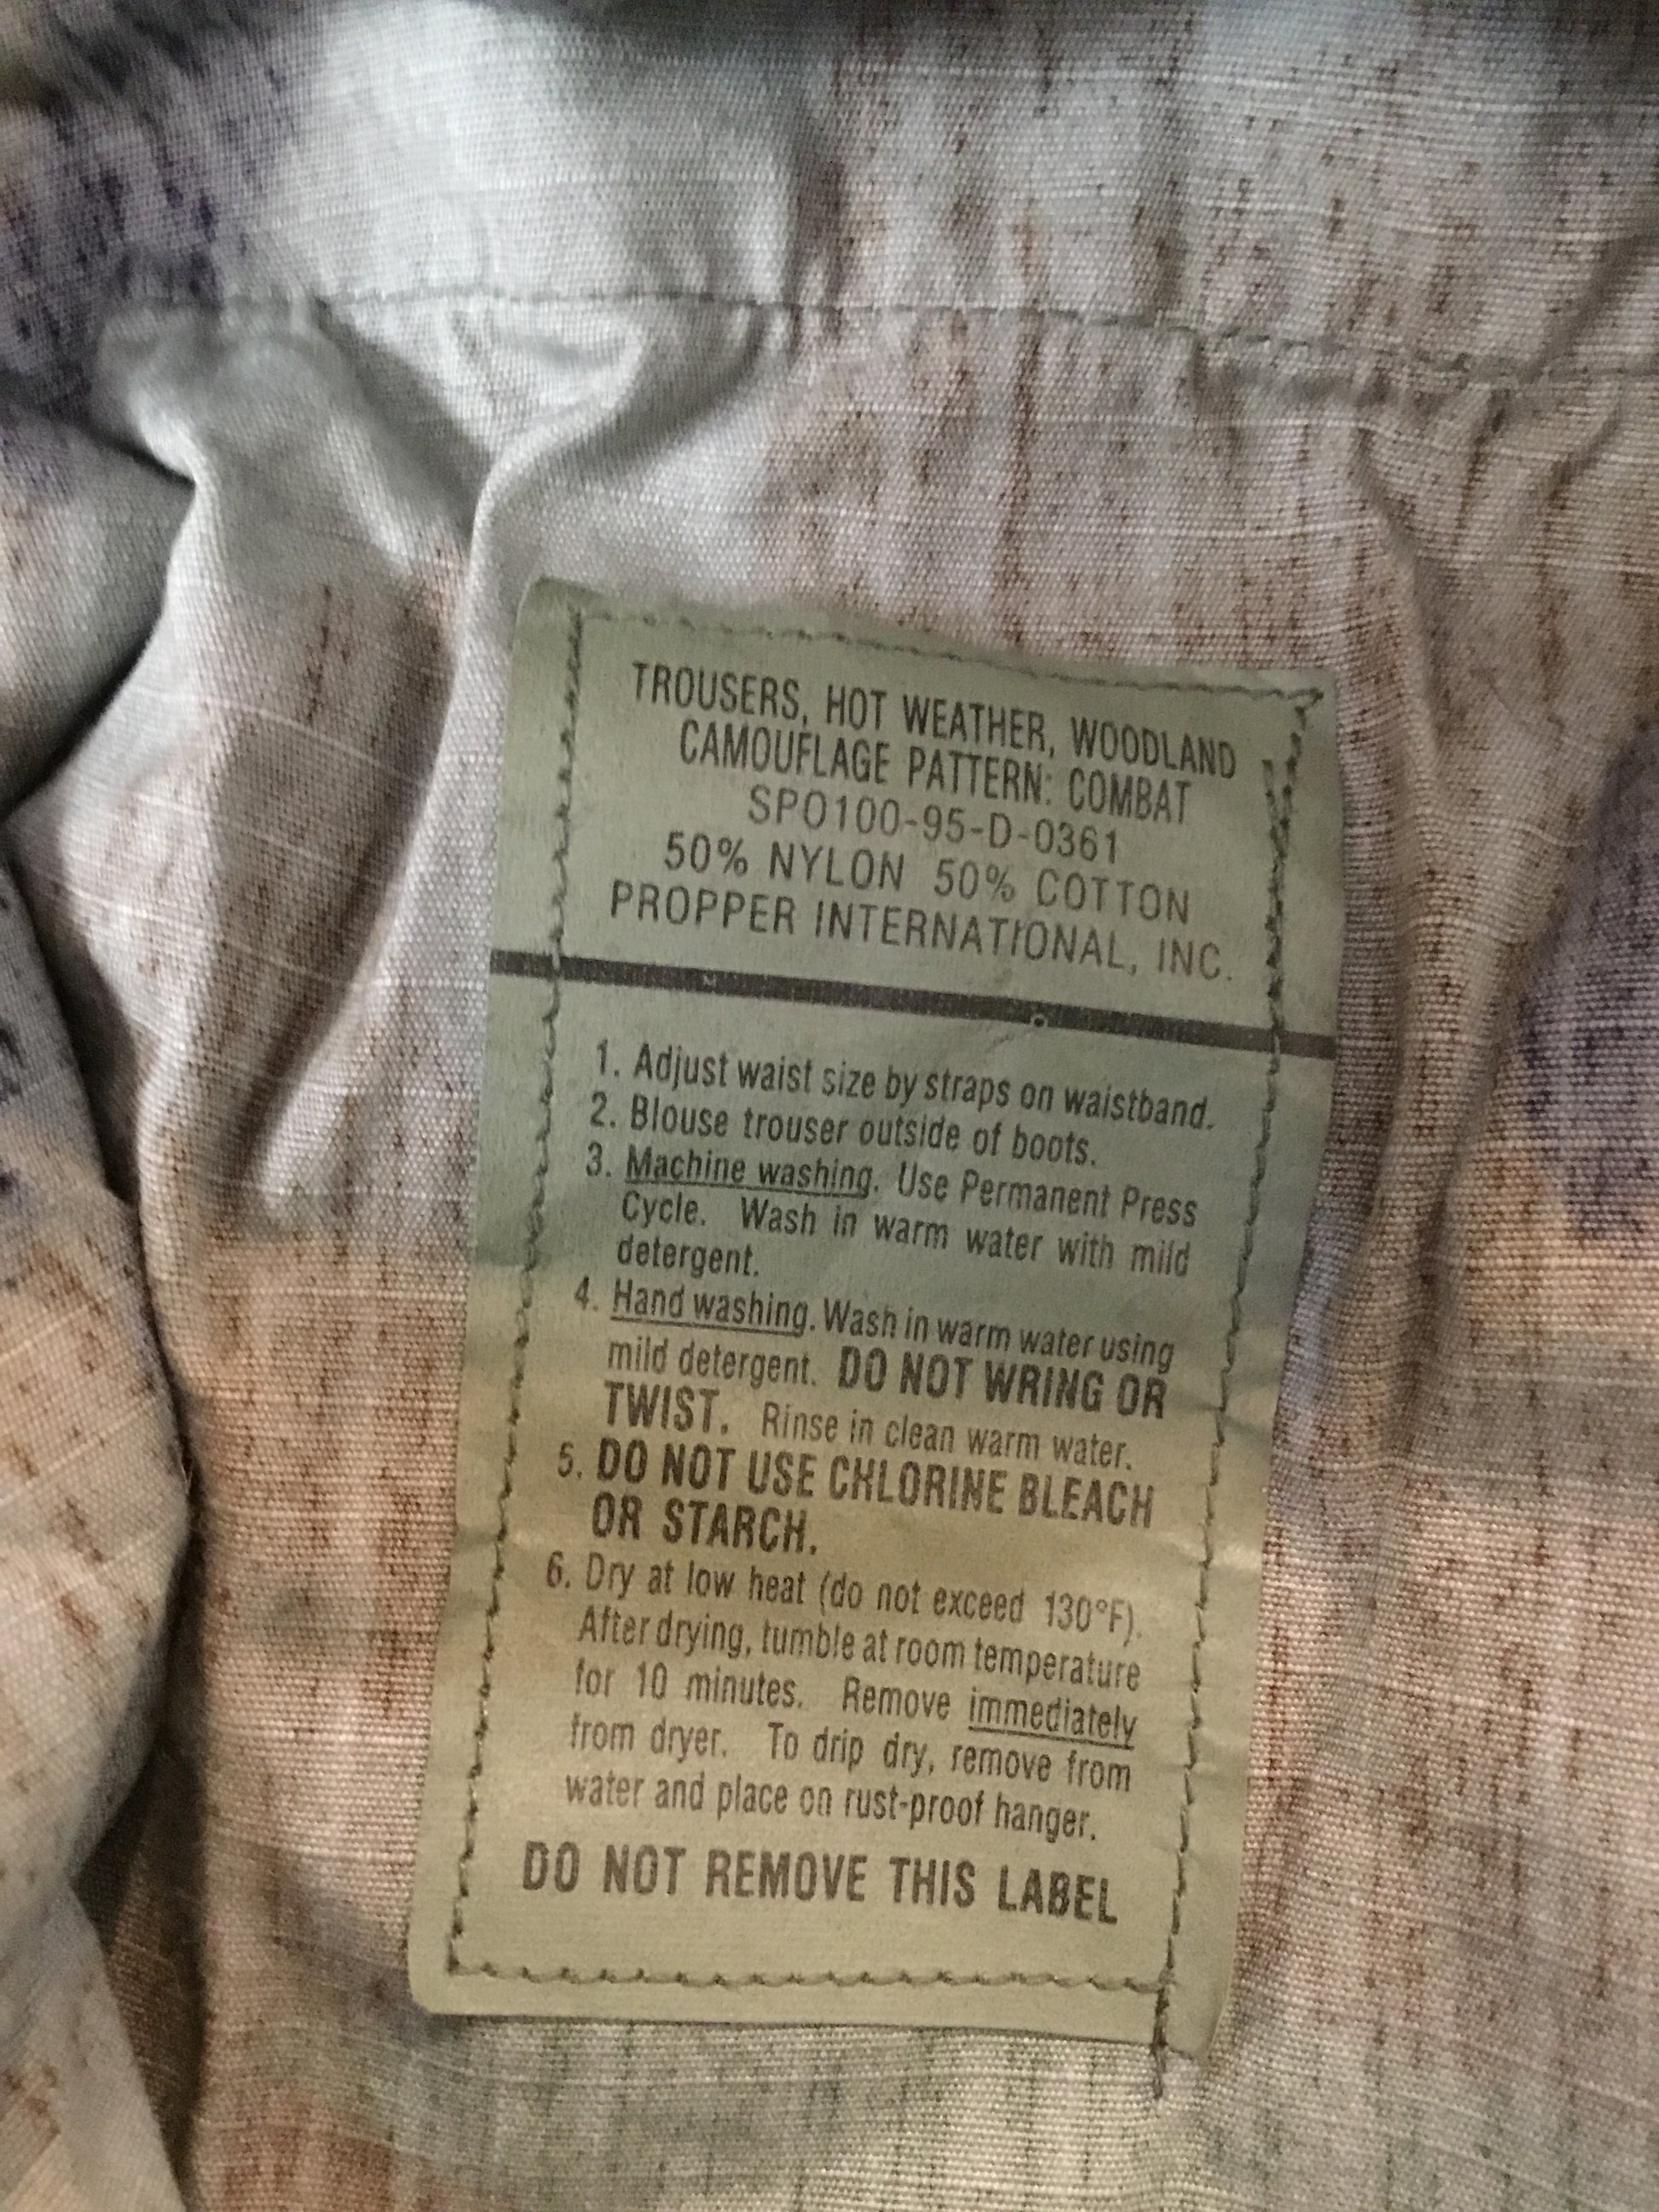 TROUSERS, HOT WEATHER, WOODLAND
CAMOUFLAGE PATTERN: COMBAT
SPO100-95-D-0361
50% NYLON 50% COTTON
PROPPER INTERNATIONAL, INC.
1. Adjust waist size by straps on waistband.
2. Blouse trouser outside of boots.
3. Machine washing. Use Permanent Press
Cycle. Wash in warm water with mild
detergent.
4. Hand washing. Wash in warm water using
mild detergent. DO NOT WRING OR
TWIST. Rinse in clean warm water.
5. DO NOT USE CHLORINE BLEACH
OR STARCH.
6. Dry at low heat (do not exceed 130°F).
After drying, tumble at room temperature
for 10 minutes. Remove immediately
from dryer. To drip dry, remove from
water and place on rust-proof hanger.
DO NOT REMOVE THIS LABEL